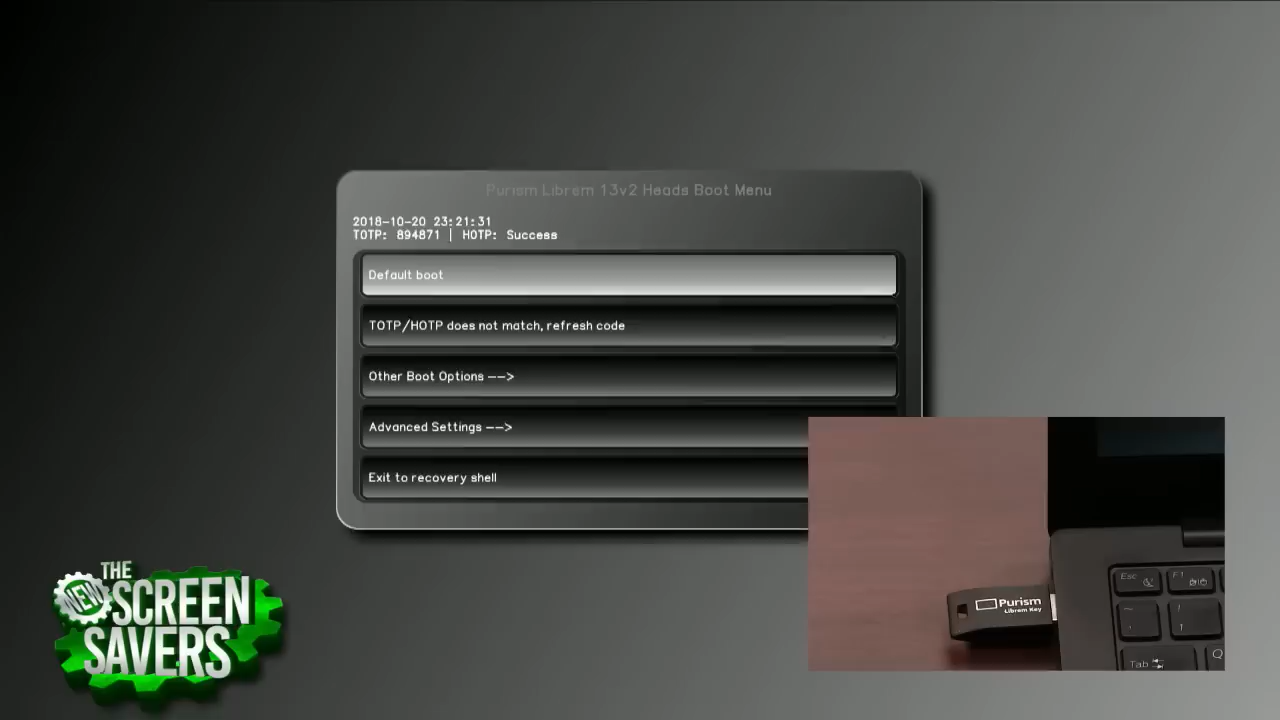 Purism Librem 13v2 Heads Boot Menu
2018-10-20 23:21:31
TOTP: 894871 | HOTP: Success
Default boot
TOTP/HOTP does not match, refresh code
Other Boot Options -->
Advanced Settings -->
Exit to recovery shell
THE
NEW
SCREEN
SAVERS
Purism
Librem Key
Esc
F1
Tab
Q